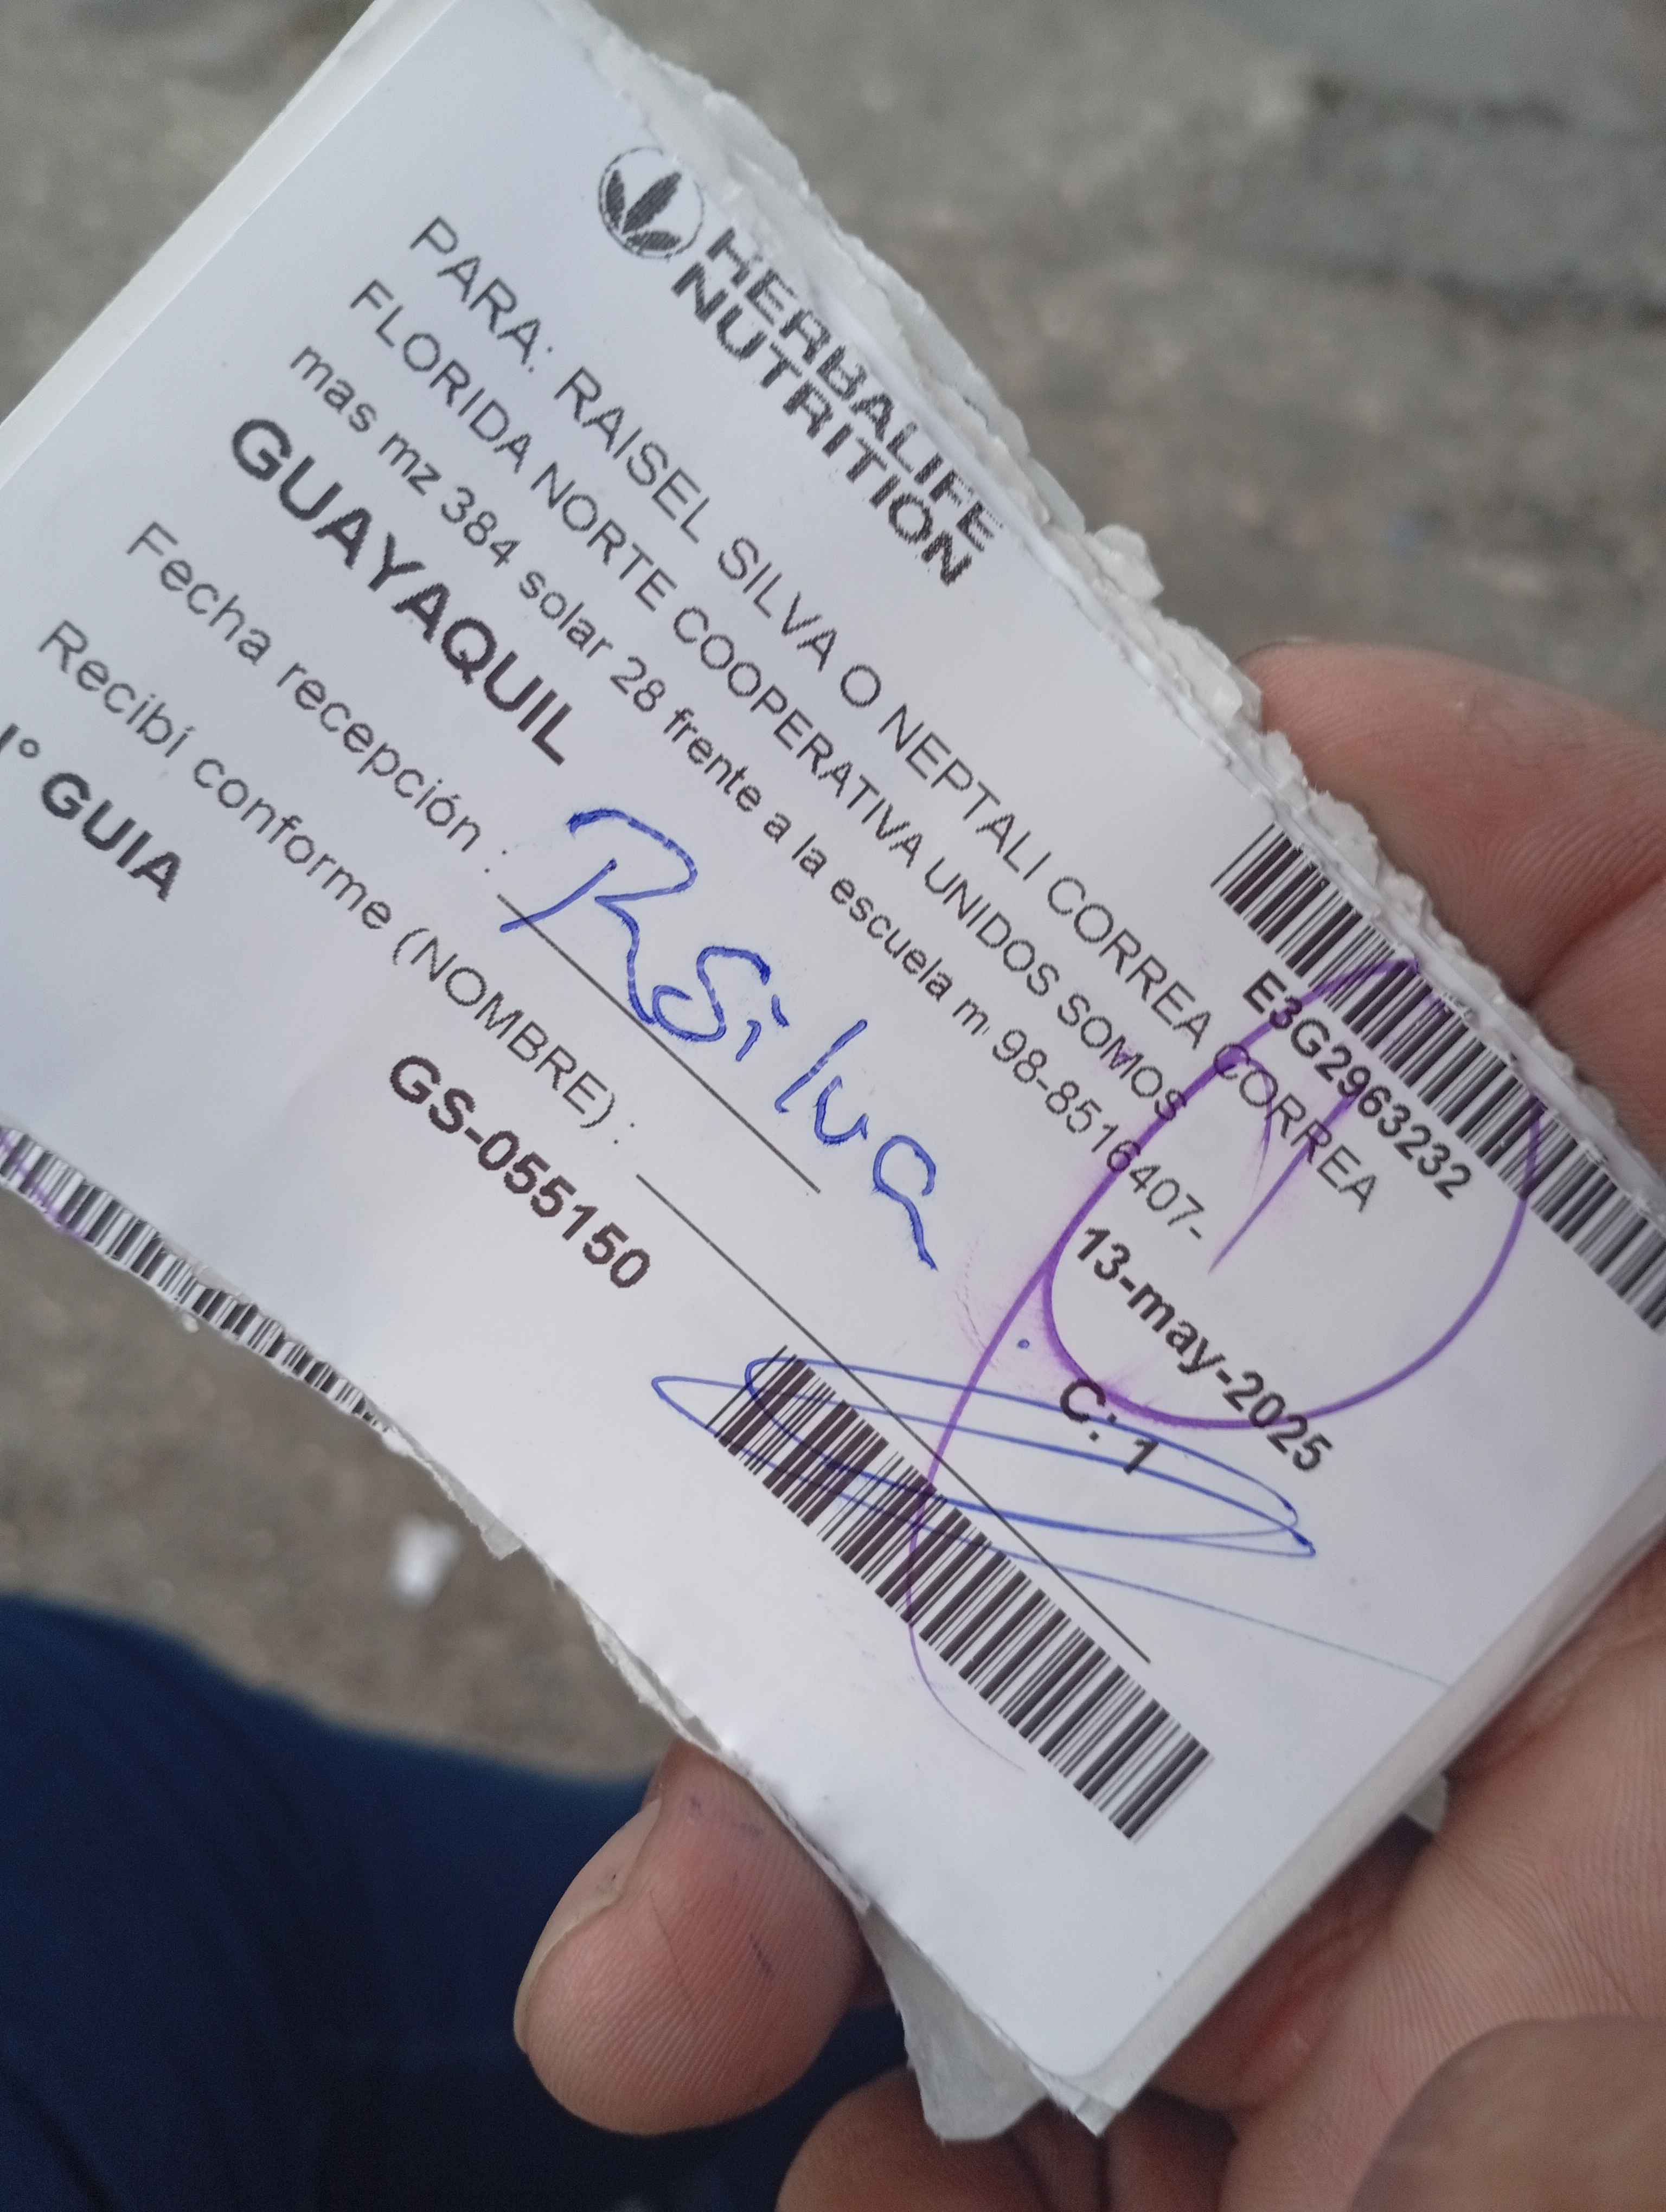 HERBALIFE
NUTRITION
E3G2963232
PARA: RAISEL SILVA O NEPTALI CORREA CORREA
FLORIDA NORTE COOPERATIVA UNIDOS SOMOS
mas mz 384 solar 28 frente a la escuela m 98-8516407-
GUAYAQUIL
13-may-2025
Fecha recepción :
RSilva
C: 1
Recibí conforme (NOMBRE) :
GUIA
GS-055150